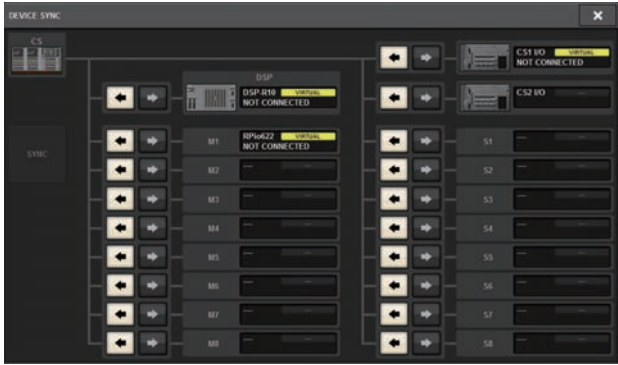 DEVICE SYNC
CS
CS1 I/O VIRTUAL
NOT CONNECTED
DSP
DSP-R10 VIRTUAL
NOT CONNECTED
CS2 I/O
SYNC
M1 RPio622 VIRTUAL
NOT CONNECTED
S1
M2
S2
M3
S3
M4
S4
M5
S5
M6
S6
M7
S7
M8
S8